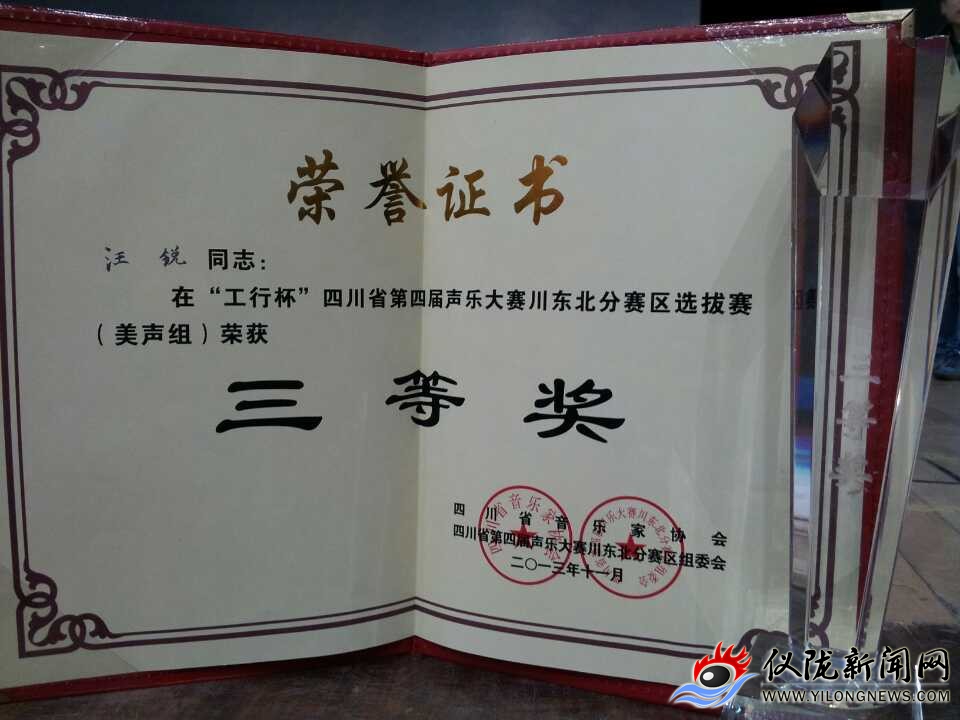 荣誉证书
汪锐 同志：
在“工行杯”四川省第四届声乐大赛川东北分赛区选拔赛
（美声组）荣获
三等奖
四川省音乐家协会
四川省第四届声乐大赛川东北分赛区组委会
二〇一三年十一月
三等奖
仪陇新闻网
WWW.YILONGNEWS.COM